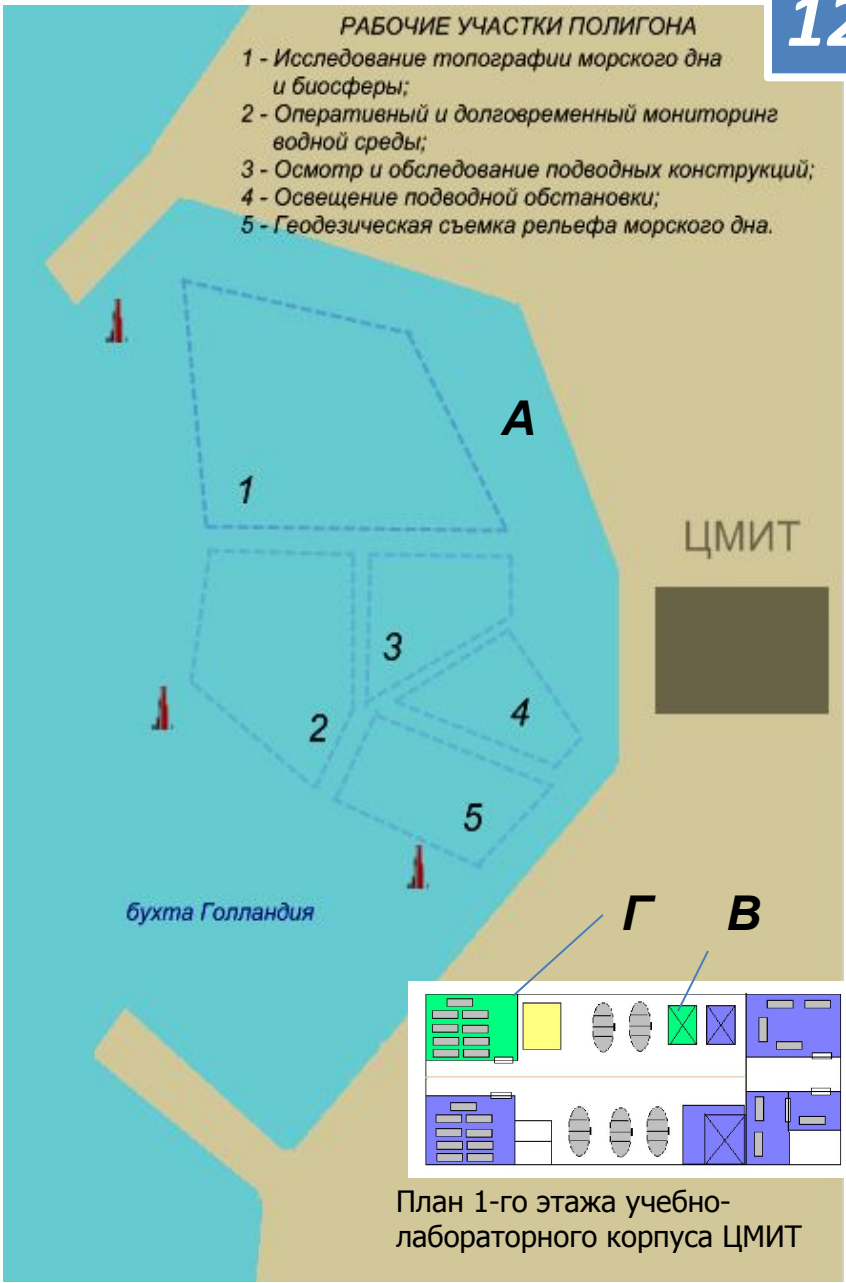 РАБОЧИЕ УЧАСТКИ ПОЛИГОНА
12
1 - Исследование топографии морского дна
и биосферы;
2 - Оперативный и долговременный мониторинг
водной среды;
3 - Осмотр и обследование подводных конструкций;
4 - Освещение подводной обстановки;
5 - Геодезическая съемка рельефа морского дна.
А
1
ЦМИТ
3
2
4
5
бухта Голландия
Г
В
План 1-го этажа учебно-
лабораторного корпуса ЦМИТ